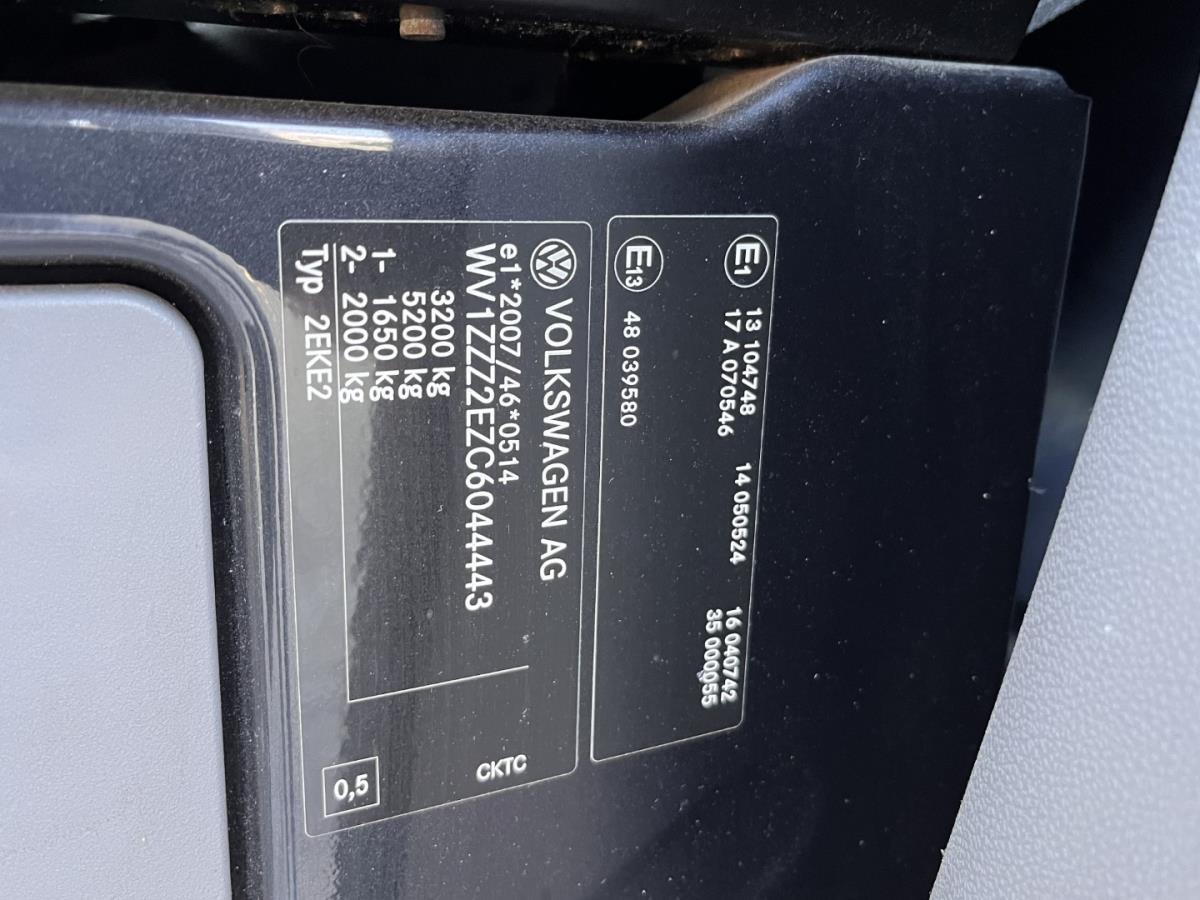 E1 13 104748 14 050524 16 040742
17 A 070546 35 000055
E13 48 039580
VOLKSWAGEN AG
e1*2007/46*0514
WV1ZZZ2EZC6044443
3200 kg
5200 kg
1- 1650 kg
2- 2000 kg
Typ 2EKE2
CKTC
0,5